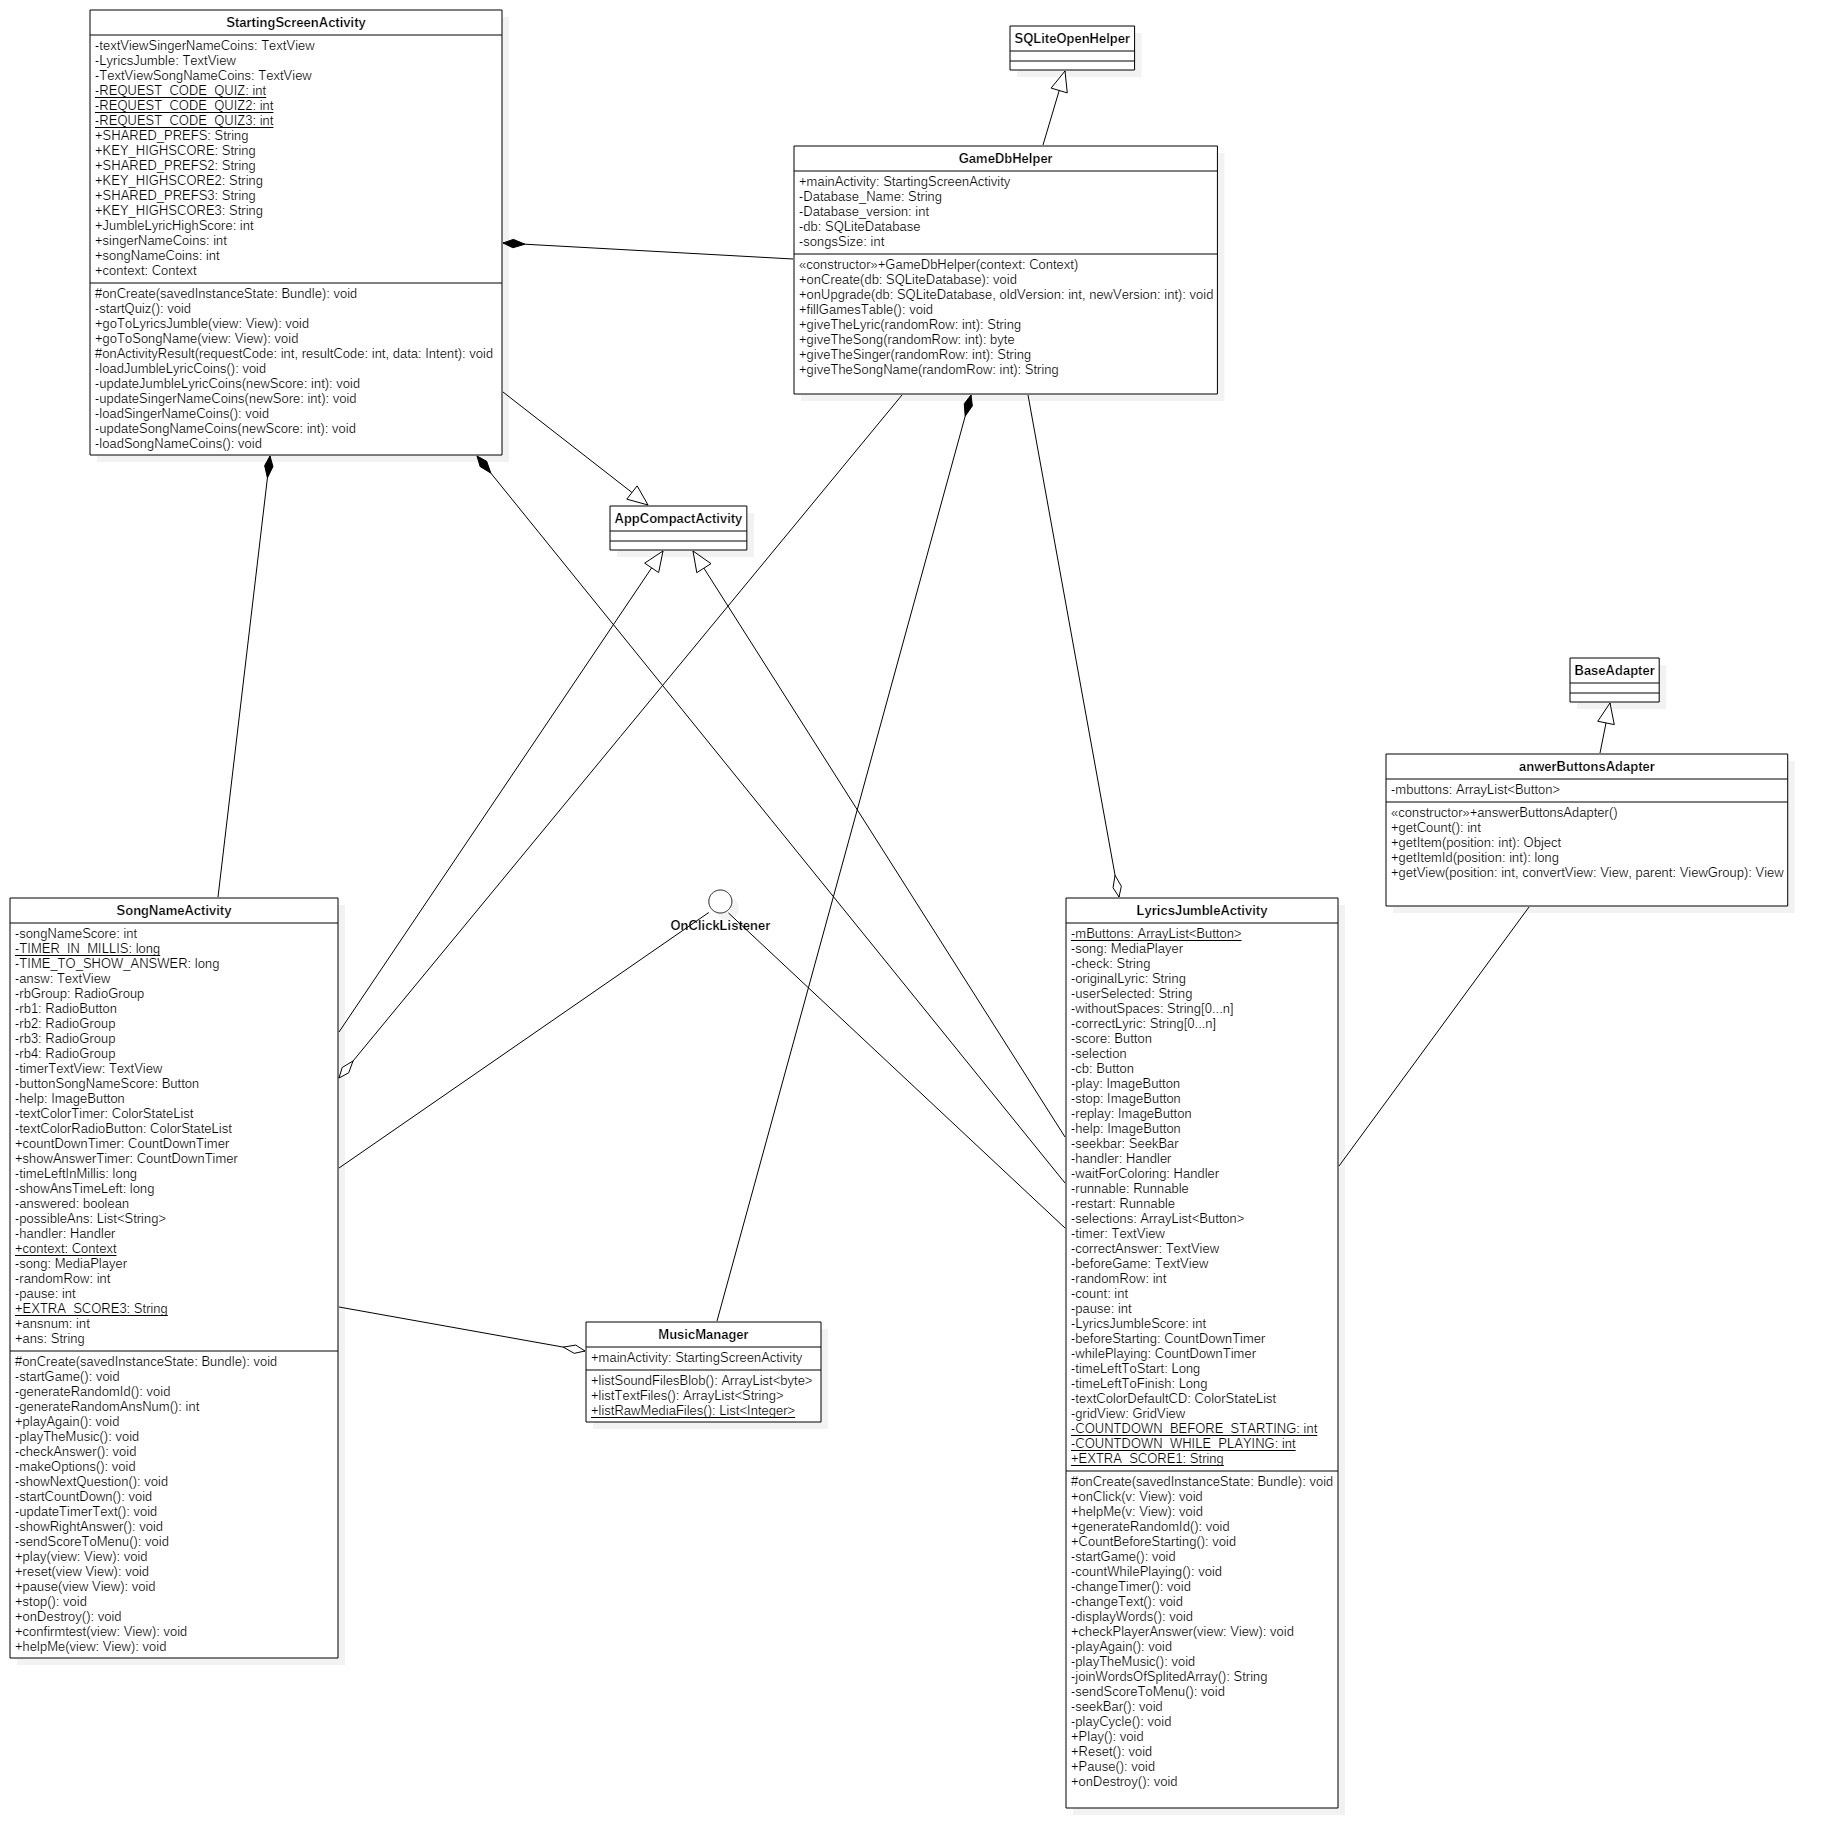 StartingScreenActivity
-textViewSingerNameCoins: TextView
-LyricsJumble: TextView
-TextViewSongNameCoins: TextView
-REQUEST_CODE_QUIZ: int
-REQUEST_CODE_QUIZ2: int
-REQUEST_CODE_QUIZ3: int
+SHARED_PREFS: String
+KEY_HIGHSCORE: String
+SHARED_PREFS2: String
+KEY_HIGHSCORE2: String
+SHARED_PREFS3: String
+KEY_HIGHSCORE3: String
+JumbleLyricHighScore: int
+singerNameCoins: int
+songNameCoins: int
+context: Context
#onCreate(savedInstanceState: Bundle): void
-startQuiz(): void
+goToLyricsJumble(view: View): void
+goToSongName(view: View): void
#onActivityResult(requestCode: int, resultCode: int, data: Intent): void
-loadJumbleLyricCoins(): void
-updateJumbleLyricCoins(newScore: int): void
-updateSingerNameCoins(newSore: int): void
-loadSingerNameCoins(): void
-updateSongNameCoins(newScore: int): void
-loadSongNameCoins(): void
SQLiteOpenHelper
GameDbHelper
+mainActivity: StartingScreenActivity
-Database_Name: String
-Database_version: int
-db: SQLiteDatabase
-songsSize: int
«constructor»+GameDbHelper(context: Context)
+onCreate(db: SQLiteDatabase): void
+onUpgrade(db: SQLiteDatabase, oldVersion: int, newVersion: int): void
+fillGamesTable(): void
+giveTheLyric(randomRow: int): String
+giveTheSong(randomRow: int): byte
+giveTheSinger(randomRow: int): String
+giveTheSongName(randomRow: int): String
AppCompactActivity
BaseAdapter
anwerButtonsAdapter
-mbuttons: ArrayList<Button>
«constructor»+answerButtonsAdapter()
+getCount(): int
+getItem(position: int): Object
+getItemId(position: int): long
+getView(position: int, convertView: View, parent: ViewGroup): View
SongNameActivity
-songNameScore: int
-TIMER_IN_MILLIS: long
-TIME_TO_SHOW_ANSWER: long
-answ: TextView
-rbGroup: RadioGroup
-rb1: RadioButton
-rb2: RadioGroup
-rb3: RadioGroup
-rb4: RadioGroup
-timerTextView: TextView
-buttonSongNameScore: Button
-help: ImageButton
-textColorTimer: ColorStateList
-textColorRadioButton: ColorStateList
+countDownTimer: CountDownTimer
+showAnswerTimer: CountDownTimer
-timeLeftInMillis: long
-showAnsTimeLeft: long
-answered: boolean
-possibleAns: List<String>
-handler: Handler
+context: Context
-song: MediaPlayer
-randomRow: int
-pause: int
+EXTRA_SCORE3: String
+ansnum: int
+ans: String
#onCreate(savedInstanceState: Bundle): void
-startGame(): void
-generateRandomId(): void
-generateRandomAnsNum(): int
+playAgain(): void
-playTheMusic(): void
-checkAnswer(): void
-makeOptions(): void
-showNextQuestion(): void
-startCountDown(): void
-updateTimerText(): void
-showRightAnswer(): void
-sendScoreToMenu(): void
+play(view: View): void
+reset(view View): void
+pause(view View): void
+stop(): void
+onDestroy(): void
+confirmtest(view: View): void
+helpMe(view: View): void
OnClickListener
MusicManager
+mainActivity: StartingScreenActivity
+listSoundFilesBlob(): ArrayList<byte>
+listTextFiles(): ArrayList<String>
+listRawMediaFiles(): List<Integer>
LyricsJumbleActivity
-mButtons: ArrayList<Button>
-song: MediaPlayer
-check: String
-originalLyric: String
-userSelected: String
-withoutSpaces: String[0...n]
-correctLyric: String[0...n]
-score: Button
-selection
-cb: Button
-play: ImageButton
-stop: ImageButton
-replay: ImageButton
-help: ImageButton
-seekbar: SeekBar
-handler: Handler
-waitForColoring: Handler
-runnable: Runnable
-restart: Runnable
-selections: ArrayList<Button>
-timer: TextView
-correctAnswer: TextView
-beforeGame: TextView
-randomRow: int
-count: int
-pause: int
-LyricsJumbleScore: int
-beforeStarting: CountDownTimer
-whilePlaying: CountDownTimer
-timeLeftToStart: Long
-timeLeftToFinish: Long
-textColorDefaultCD: ColorStateList
-gridView: GridView
-COUNTDOWN_BEFORE_STARTING: int
-COUNTDOWN_WHILE_PLAYING: int
+EXTRA_SCORE1: String
#onCreate(savedInstanceState: Bundle): void
+onClick(v: View): void
+helpMe(v: View): void
+generateRandomId(): void
+CountBeforeStarting(): void
-startGame(): void
-countWhilePlaying(): void
-changeTimer(): void
-changeText(): void
-displayWords(): void
+checkPlayerAnswer(view: View): void
-playAgain(): void
-playTheMusic(): void
-joinWordsOfSplitedArray(): String
-sendScoreToMenu(): void
-seekBar(): void
-playCycle(): void
+Play(): void
+Reset(): void
+Pause(): void
+onDestroy(): void